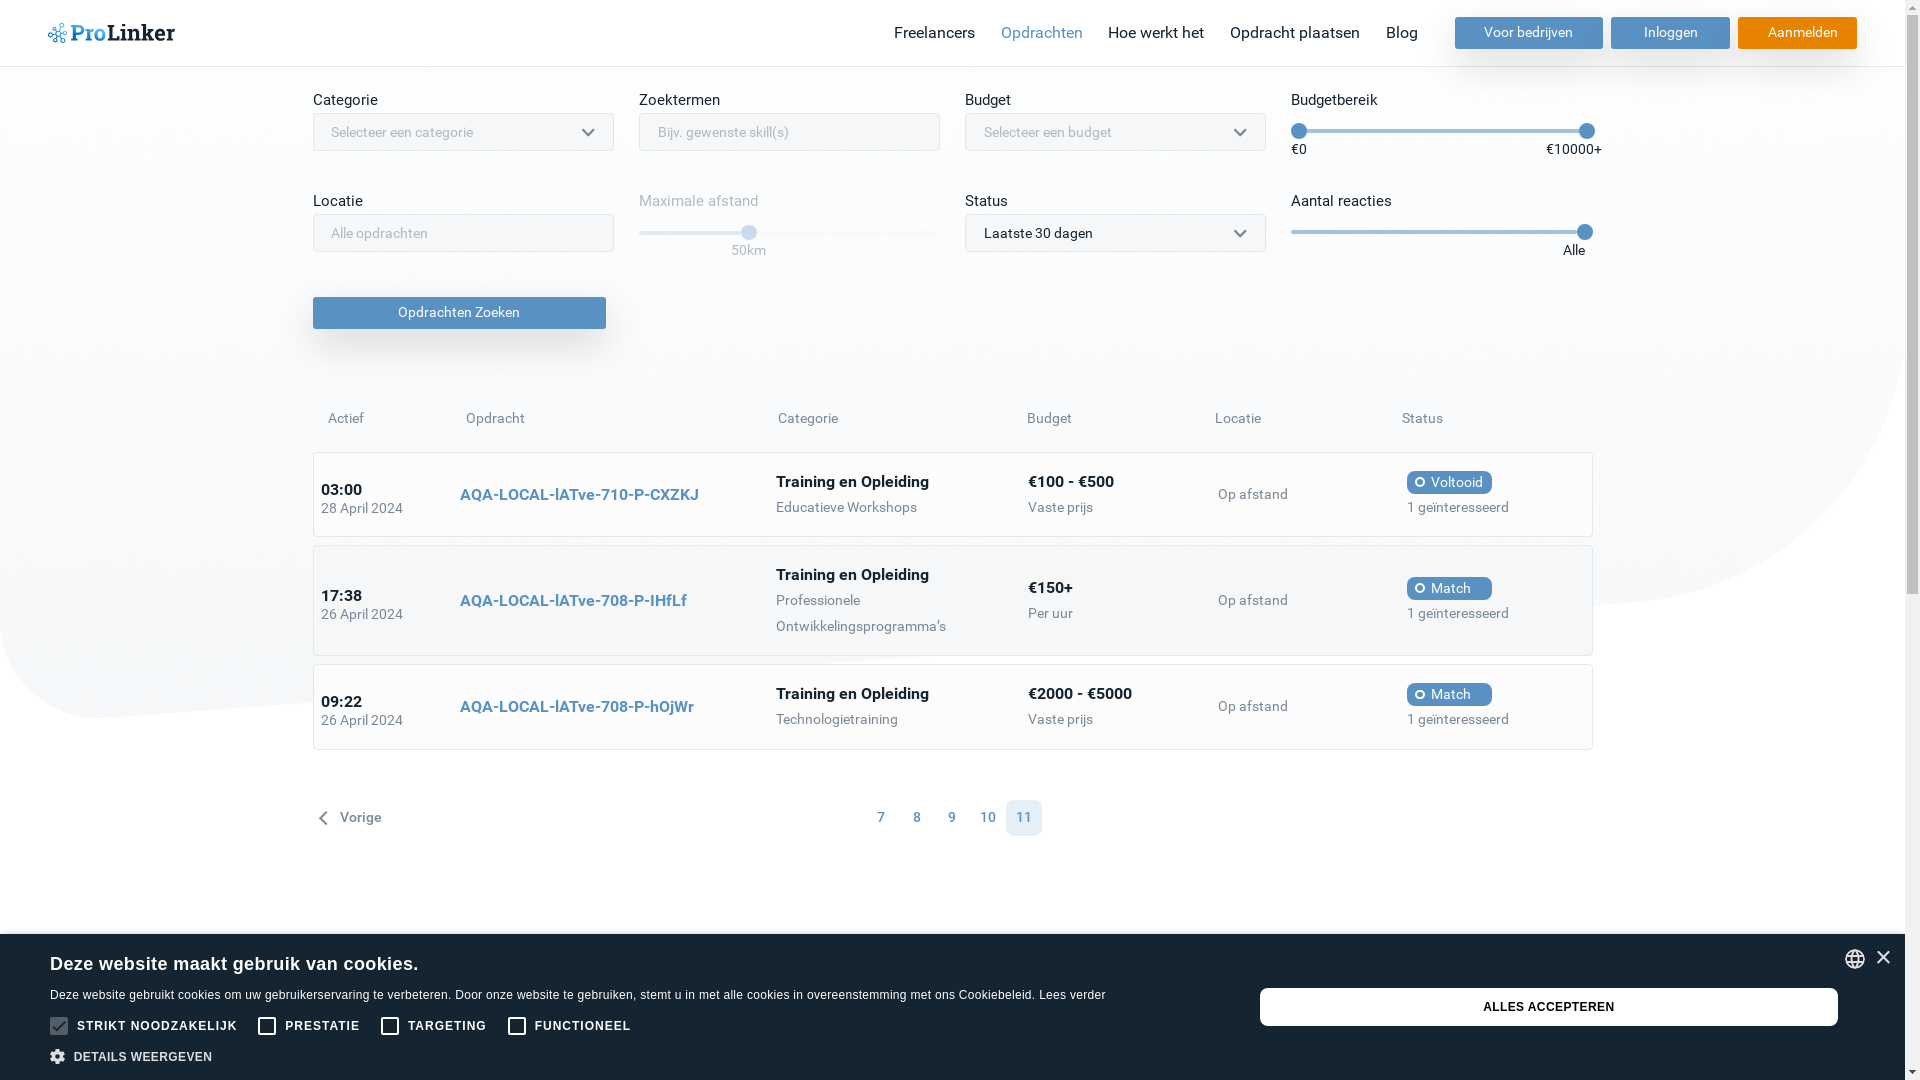 ProLinker
Freelancers Opdrachten Hoe werkt het Opdracht plaatsen Blog Voor bedrijven Inloggen Aanmelden
Categorie Zoektermen Budget Budgetbereik
Selecteer een categorie Bijv. gewenste skill(s) Selecteer een budget
€0 €10000+
Locatie Maximale afstand Status Aantal reacties
Alle opdrachten Laatste 30 dagen
50km Alle
Opdrachten Zoeken
Actief Opdracht Categorie Budget Locatie Status
03:00
28 April 2024
AQA-LOCAL-lATve-710-P-CXZKJ
Training en Opleiding
Educatieve Workshops
€100 - €500
Vaste prijs
Op afstand
Voltooid
1 geïnteresseerd
17:38
26 April 2024
AQA-LOCAL-lATve-708-P-IHfLf
Training en Opleiding
Professionele
Ontwikkelingsprogramma’s
€150+
Per uur
Op afstand
Match
1 geïnteresseerd
09:22
26 April 2024
AQA-LOCAL-lATve-708-P-hOjWr
Training en Opleiding
Technologietraining
€2000 - €5000
Vaste prijs
Op afstand
Match
1 geïnteresseerd
Vorige 7 8 9 10 11
Deze website maakt gebruik van cookies.
Deze website gebruikt cookies om uw gebruikerservaring te verbeteren. Door onze website te gebruiken, stemt u in met alle cookies in overeenstemming met ons Cookiebeleid. Lees verder
STRIKT NOODZAKELIJK PRESTATIE TARGETING FUNCTIONEEL
DETAILS WEERGEVEN
ALLES ACCEPTEREN
×